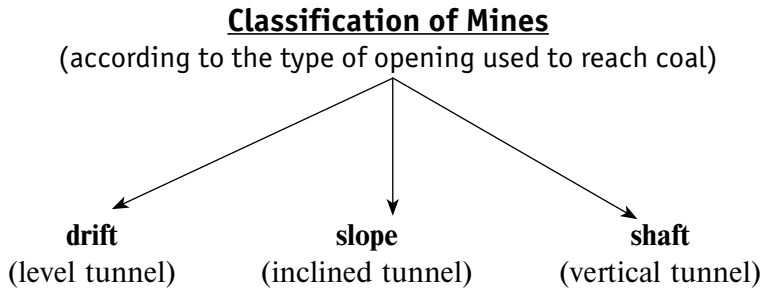 Classification of Mines
(according to the type of opening used to reach coal)
drift slope shaft
(level tunnel) (inclined tunnel) (vertical tunnel)